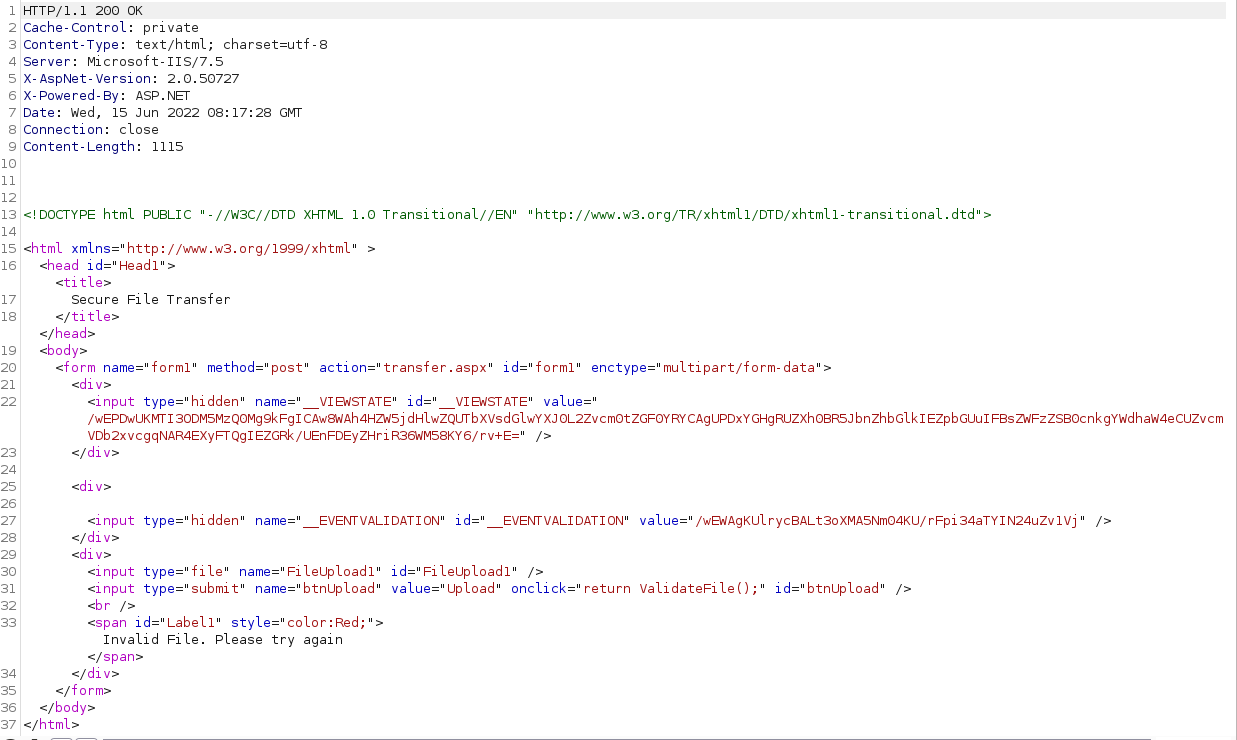 1 HTTP/1.1 200 OK
2 Cache-Control: private
3 Content-Type: text/html; charset=utf-8
4 Server: Microsoft-IIS/7.5
5 X-AspNet-Version: 2.0.50727
6 X-Powered-By: ASP.NET
7 Date: Wed, 15 Jun 2022 08:17:28 GMT
8 Connection: close
9 Content-Length: 1115
10
11
12
13 <!DOCTYPE html PUBLIC "-//W3C//DTD XHTML 1.0 Transitional//EN" "http://www.w3.org/TR/xhtml1/DTD/xhtml1-transitional.dtd">
14
15 <html xmlns="http://www.w3.org/1999/xhtml" >
16 <head id="Head1">
<title>
17 Secure File Transfer
18 </title>
</head>
19 <body>
20 <form name="form1" method="post" action="transfer.aspx" id="form1" enctype="multipart/form-data">
21 <div>
22 <input type="hidden" name="__VIEWSTATE" id="__VIEWSTATE" value="
/wEPDwUKMTI3ODM5MzQ0Mg9kFgICAw8WAh4HZW5jdHlwZQUTbXVsdGlwYXJ0L2Zvcm0tZGF0YRYCAgUPDxYGHgRUZXh0BR5JbnZhbGlkIEZpbGUuIFBsZWFzZSB0cnkgYWdhaW4eCUZvcm
VDb2xvcgqNAR4EXyFTQgIEZGRk/UEnFDEyZHriR36WM58KY6/rv+E=" />
23 </div>
24
25 <div>
26
27 <input type="hidden" name="__EVENTVALIDATION" id="__EVENTVALIDATION" value="/wEWAgKUlrycBALt3oXMA5Nm04KU/rFpi34aTYIN24uZv1Vj" />
28 </div>
29 <div>
30 <input type="file" name="FileUpload1" id="FileUpload1" />
31 <input type="submit" name="btnUpload" value="Upload" onclick="return ValidateFile();" id="btnUpload" />
32 <br />
33 <span id="Label1" style="color:Red;">
Invalid File. Please try again
</span>
34 </div>
35 </form>
36 </body>
37 </html>